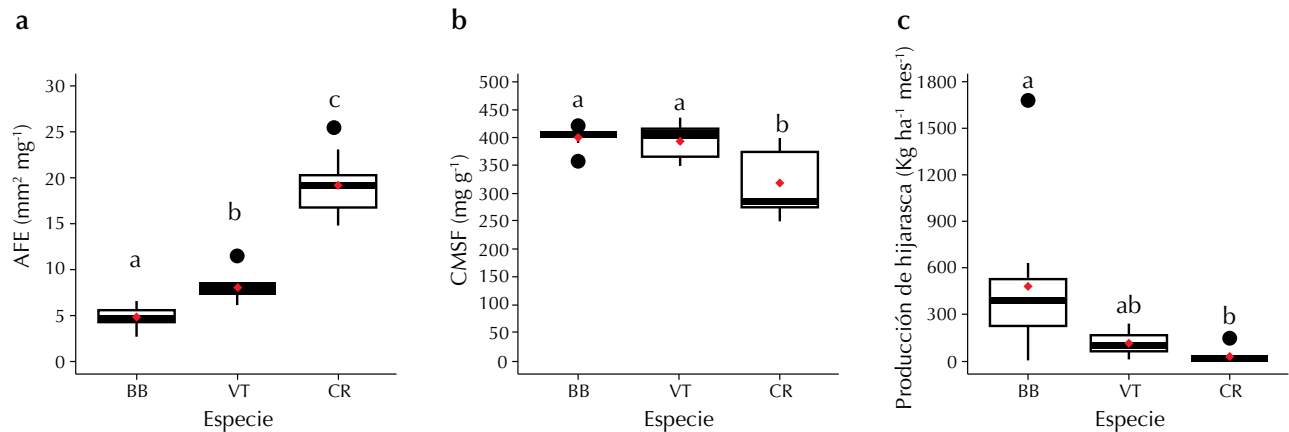 a
AFE (mm² mg⁻¹)
30
25
20
15
10
5
0
a
b
c
BB VT CR
Especie
b
CMSF (mg g⁻¹)
500
450
400
350
300
250
200
150
100
50
0
a
a
b
BB VT CR
Especie
c
Producción de hijarasca (Kg ha⁻¹ mes⁻¹)
1800
1500
1200
900
600
300
0
a
ab
b
BB VT CR
Especie